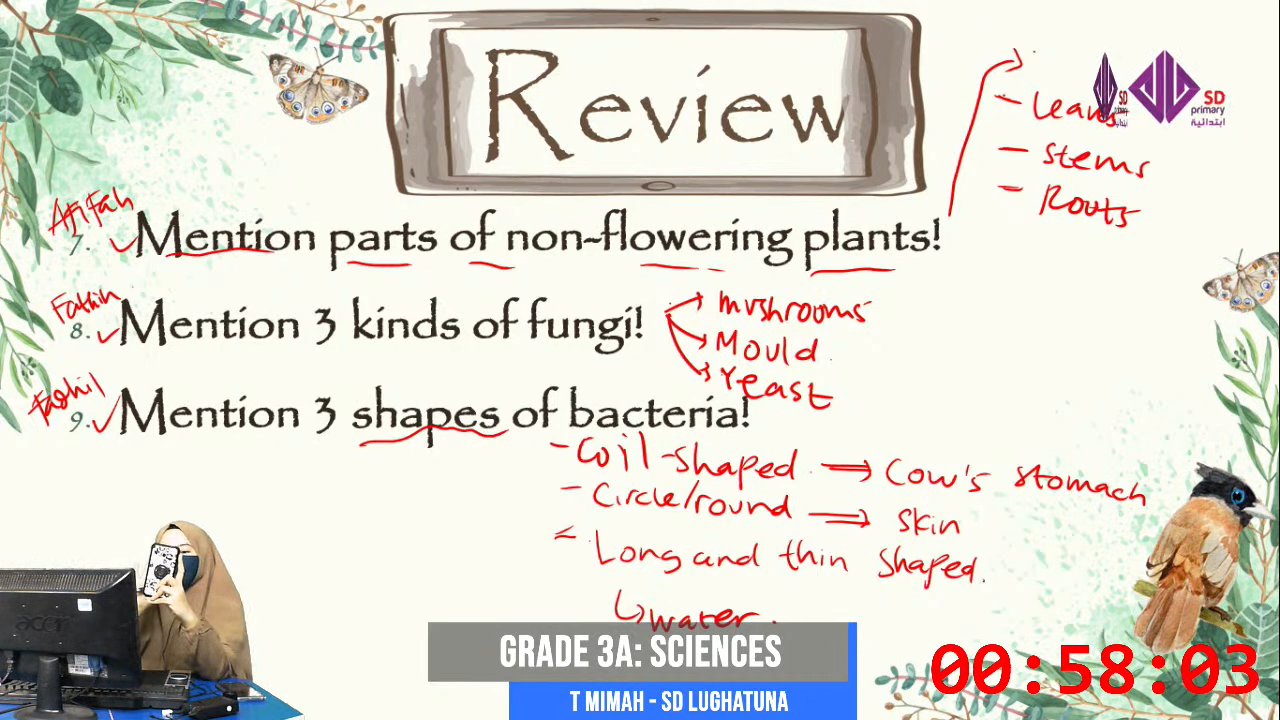 Review
SD
primary
ابتدائية
- Leaves
- Stems
- Roots
Afifah
7. Mention parts of non-flowering plants!
Fathin
8. Mention 3 kinds of fungi!
mushrooms
Mould
Yeast
9. Mention 3 shapes of bacteria!
- Coil-shaped ⇒ Cow's stomach
- Circle/round ⇒ Skin
- Long and thin shaped.
↳ water.
acer
GRADE 3A: SCIENCES
T MIMAH - SD LUGHATUNA
00:58:03